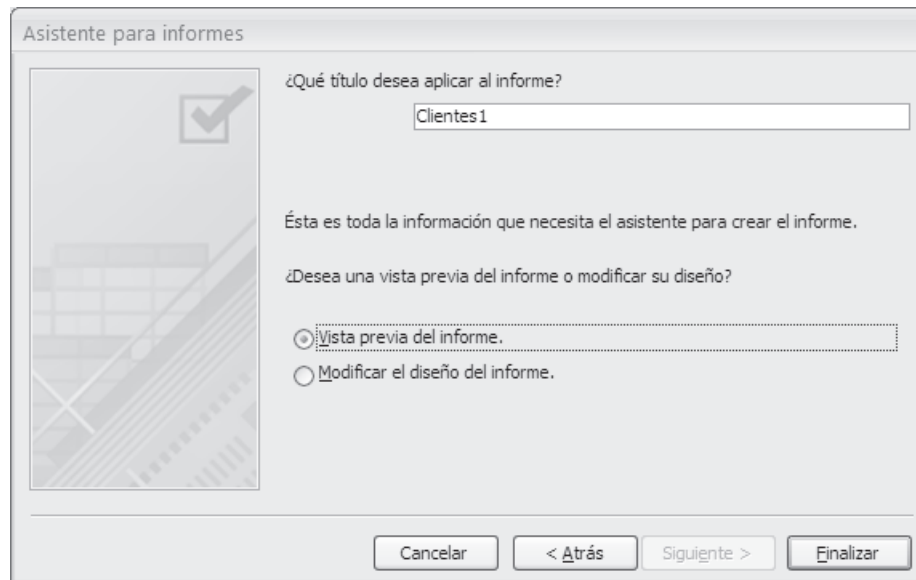 Asistente para informes
¿Qué título desea aplicar al informe?
Clientes1
Ésta es toda la información que necesita el asistente para crear el informe.
¿Desea una vista previa del informe o modificar su diseño?
Vista previa del informe.
Modificar el diseño del informe.
Cancelar
< Atrás
Siguiente >
Finalizar